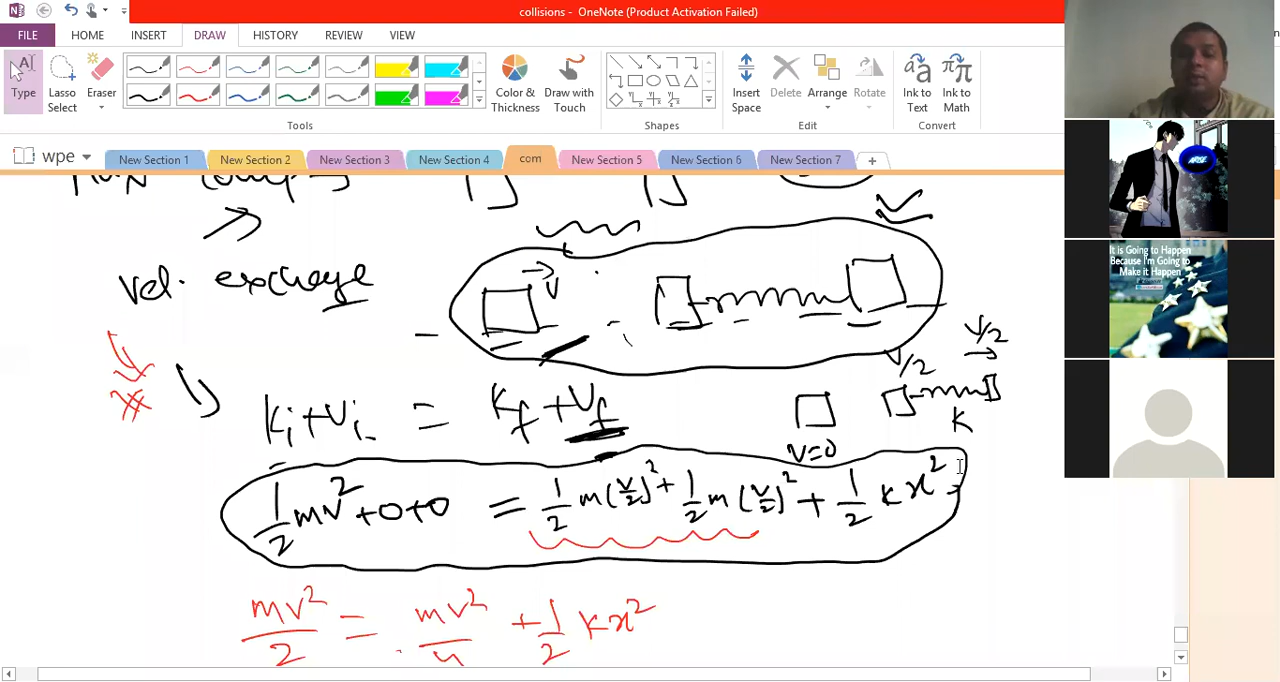 collisions - OneNote (Product Activation Failed)
FILE HOME INSERT DRAW HISTORY REVIEW VIEW
Type
Lasso Select
Eraser
Color & Thickness
Draw with Touch
Insert Space
Delete
Arrange
Rotate
Ink to Text
Ink to Math
Tools
Shapes
Edit
Convert
wpe
New Section 1 New Section 2 New Section 3 New Section 4 com New Section 5 New Section 6 New Section 7
vel. exchage
v
v/2
v/2
1)
Ki+Ui = Kf+Uf
K
v=0
1/2 mv²+0+0 = 1/2 m(v/2)²+1/2 m(v/2)²+1/2 kx²
mv²/2 = mv²/4 +1/2 kx²
It is Going to Happen
Because I'm Going to
Make it Happen